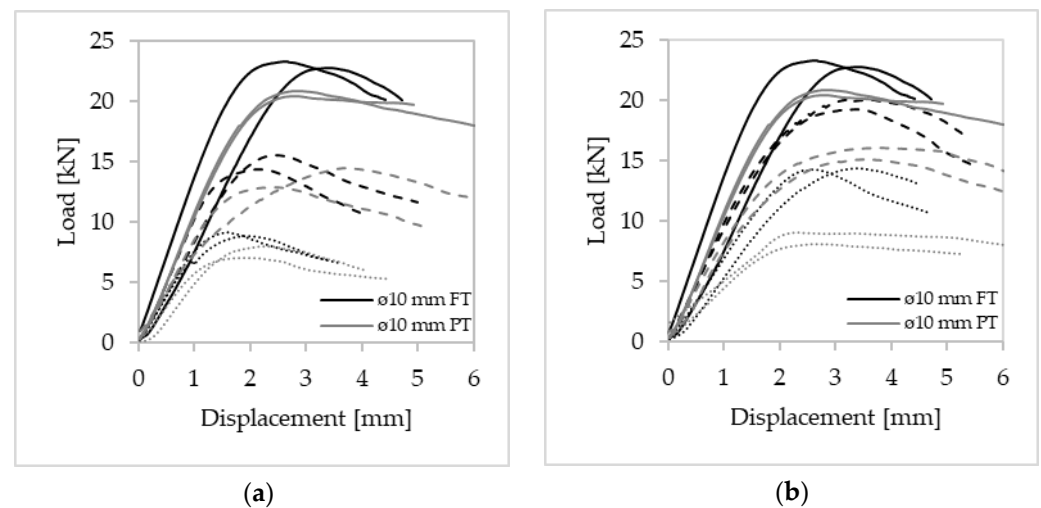 25
20
15
10
5
0
Load [kN]
ø10 mm FT
ø10 mm PT
0 1 2 3 4 5 6
Displacement [mm]
(a)
25
20
15
10
5
0
Load [kN]
ø10 mm FT
ø10 mm PT
0 1 2 3 4 5 6
Displacement [mm]
(b)